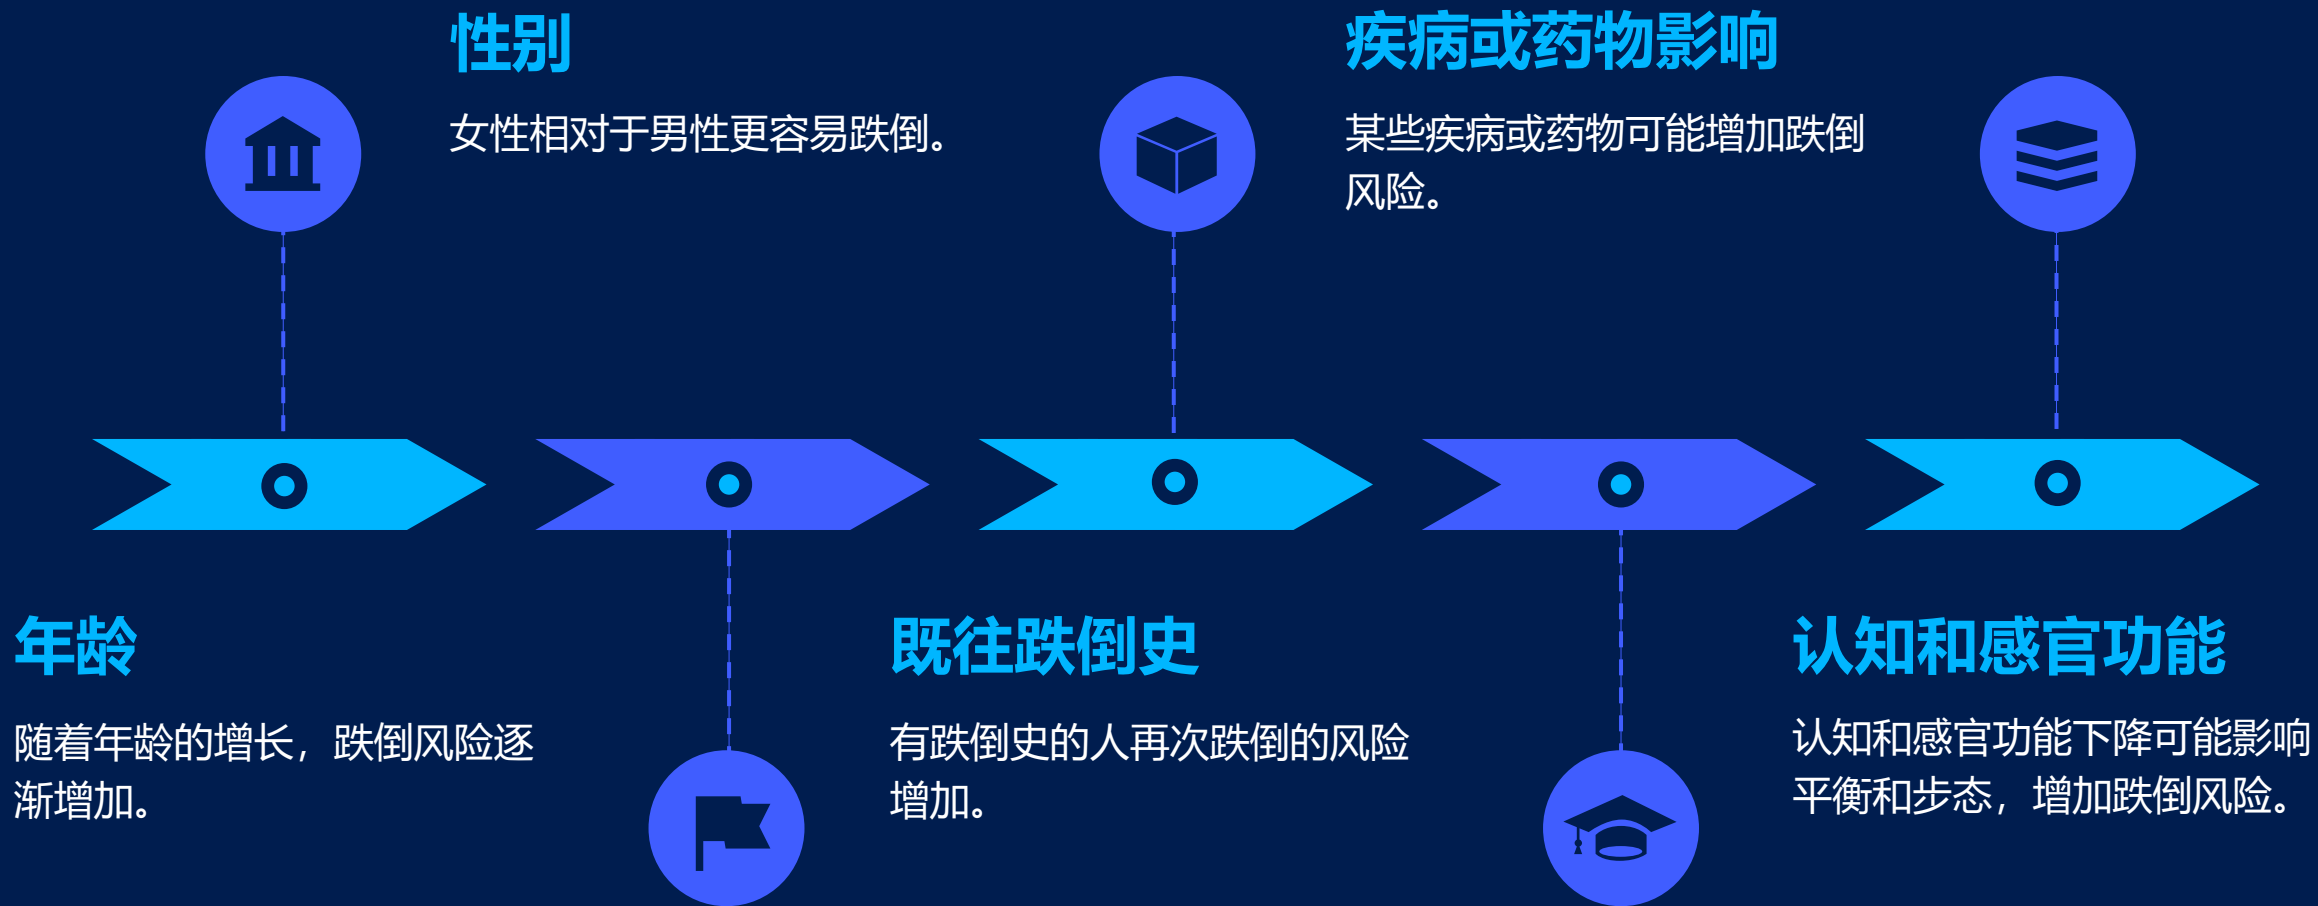 性别
女性相对于男性更容易跌倒。
疾病或药物影响
某些疾病或药物可能增加跌倒
风险。
年龄
随着年龄的增长，跌倒风险逐
渐增加。
既往跌倒史
有跌倒史的人再次跌倒的风险
增加。
认知和感官功能
认知和感官功能下降可能影响
平衡和步态，增加跌倒风险。